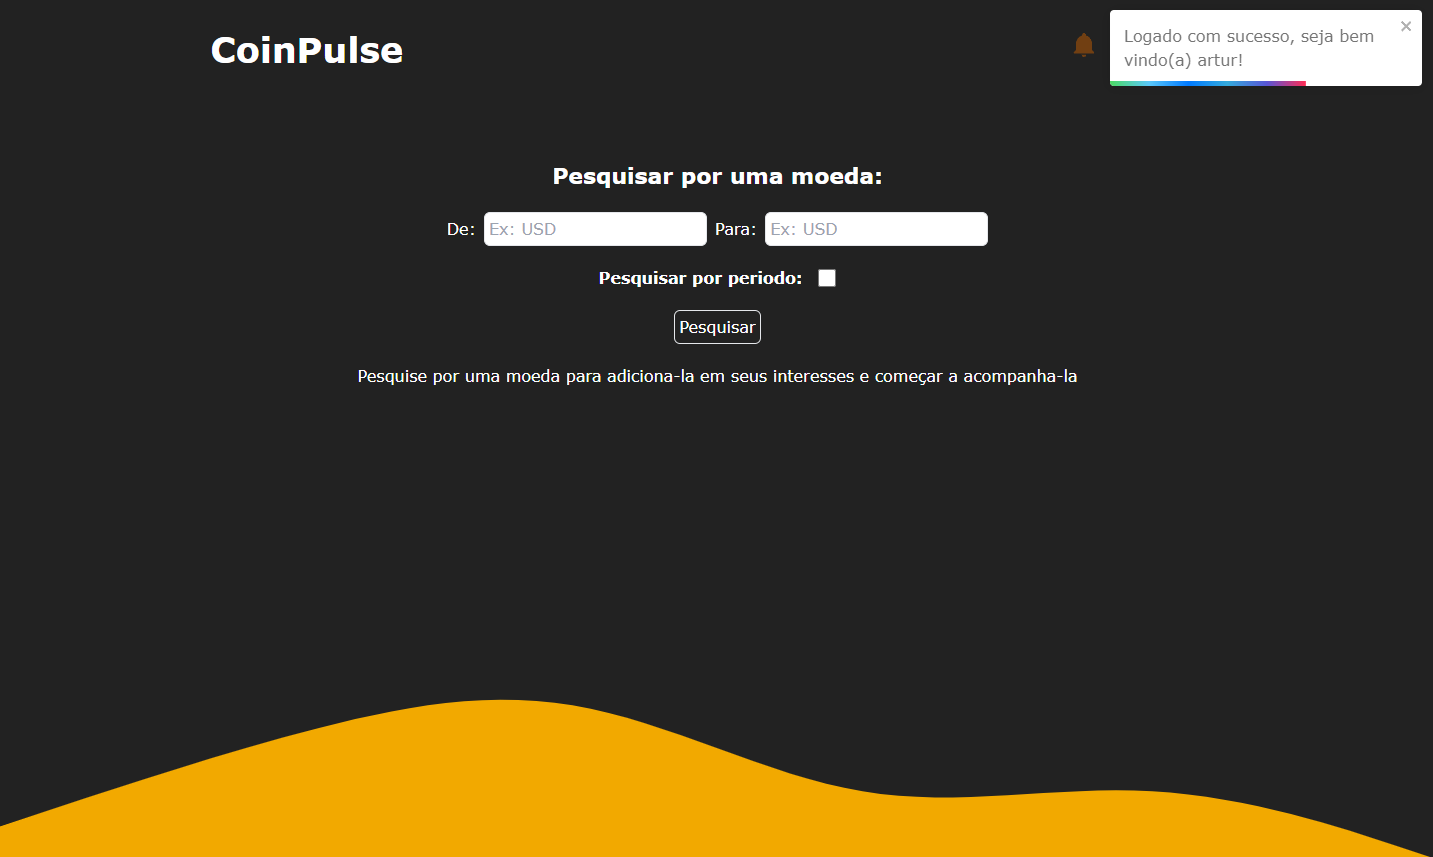 CoinPulse
Logado com sucesso, seja bem
vindo(a) artur!
Pesquisar por uma moeda:
De: Ex: USD Para: Ex: USD
Pesquisar por periodo:
Pesquisar
Pesquise por uma moeda para adiciona-la em seus interesses e começar a acompanha-la